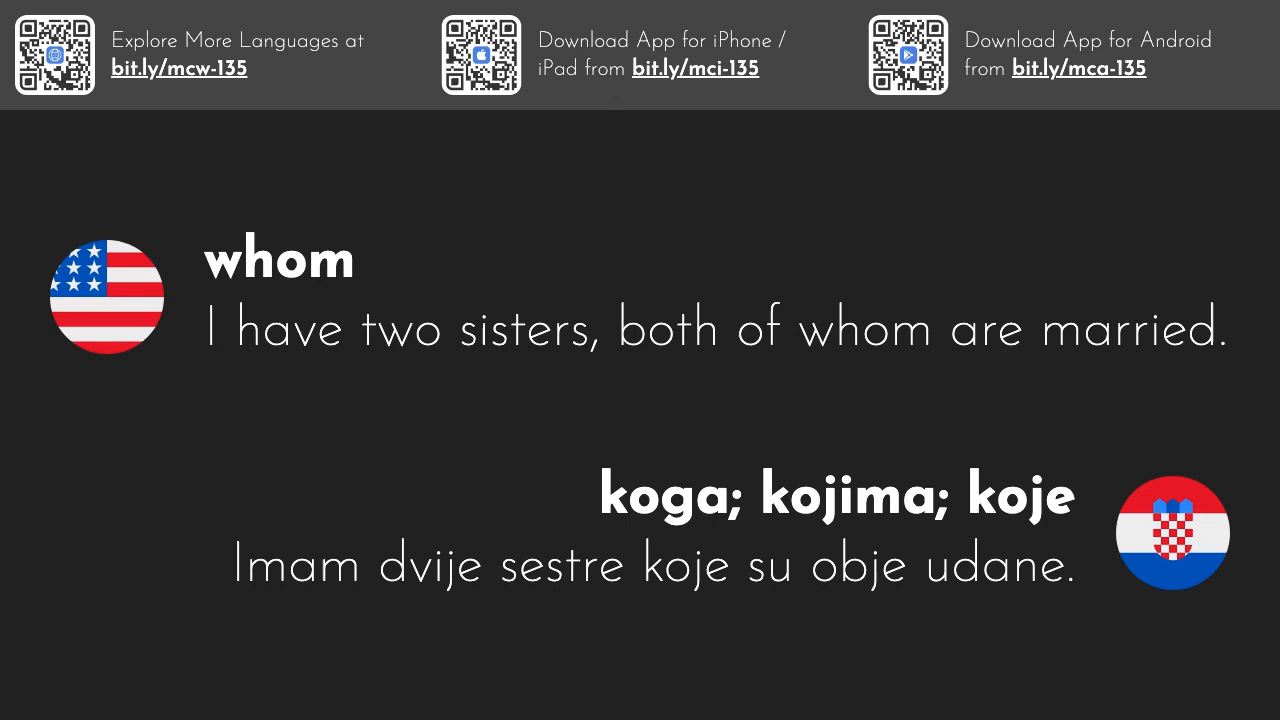 Explore More Languages at
bit.ly/mcw-135
Download App for iPhone /
iPad from bit.ly/mci-135
Download App for Android
from bit.ly/mca-135
whom
I have two sisters, both of whom are married.
koga; kojima; koje
Imam dvije sestre koje su obje udane.